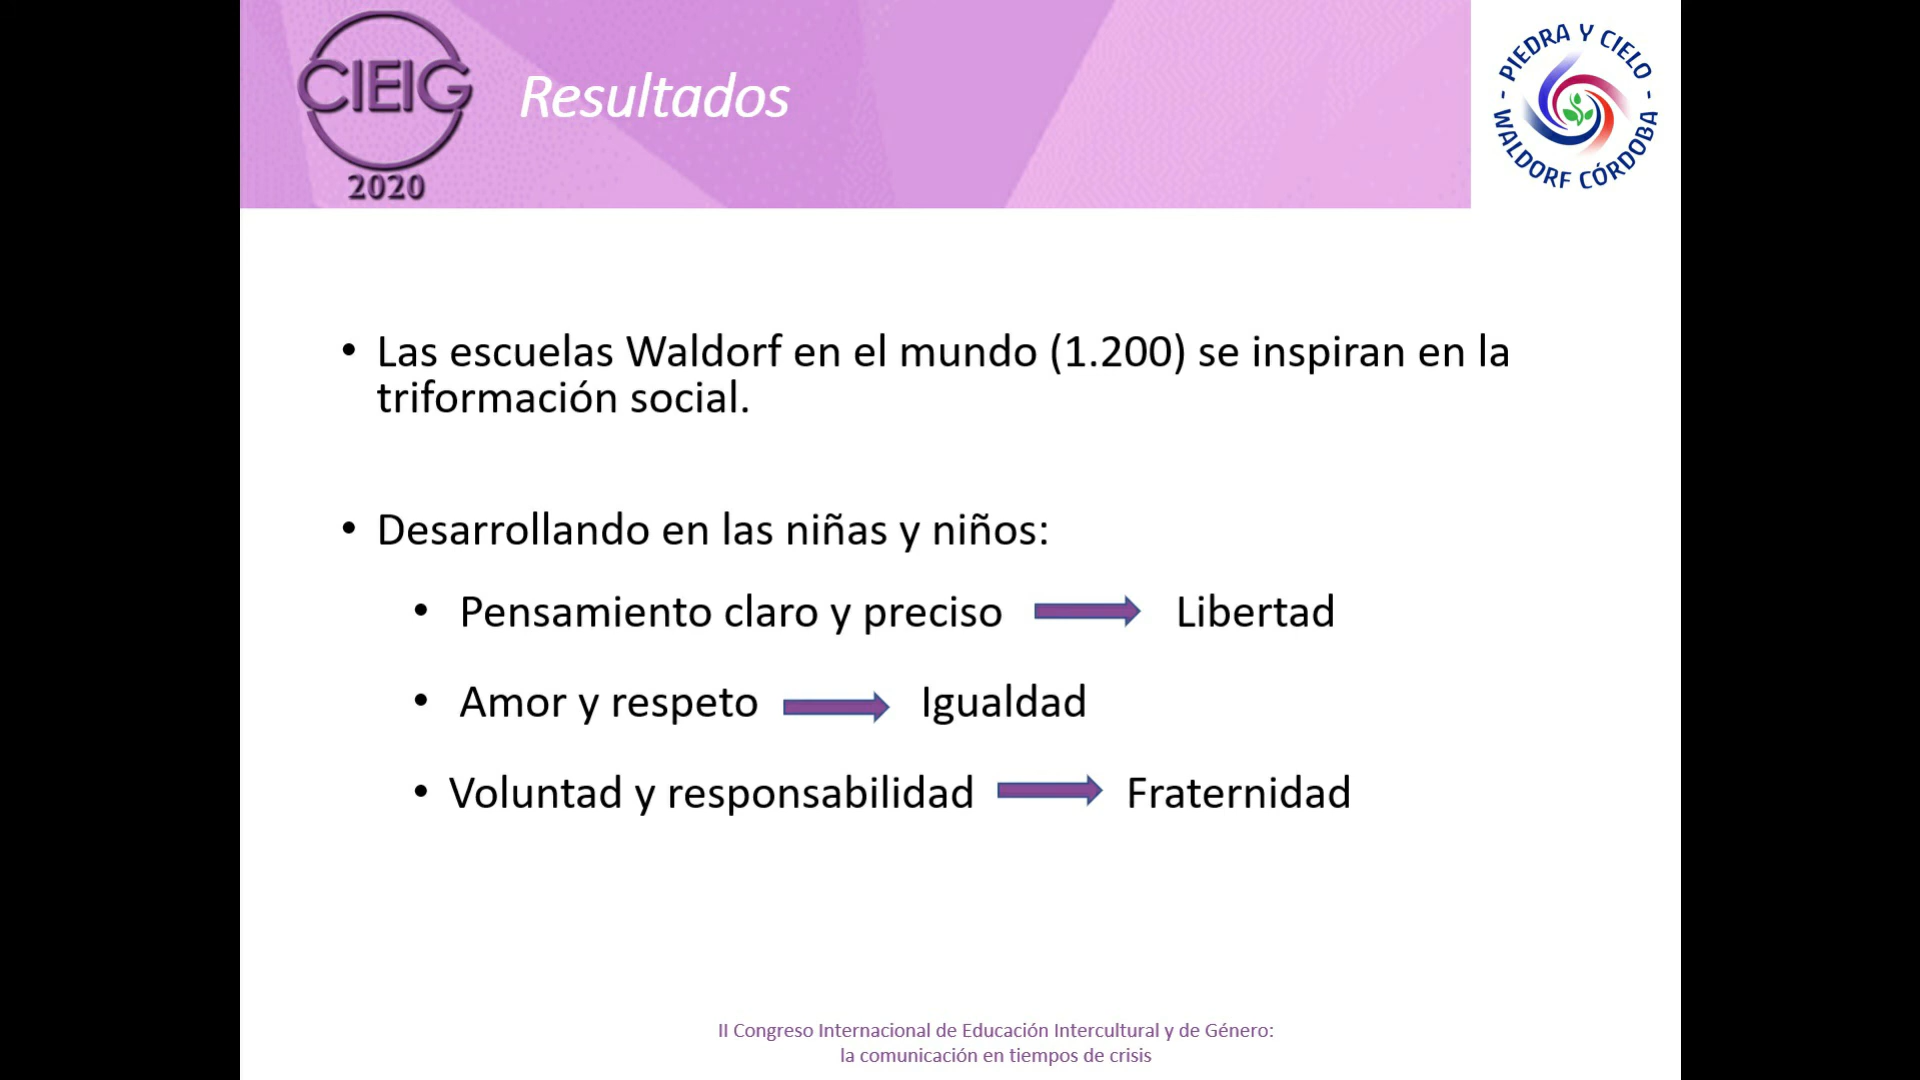 CIEIG
2020
Resultados
- PIEDRA Y CIELO -
WALDORF CÓRDOBA
• Las escuelas Waldorf en el mundo (1.200) se inspiran en la
triformación social.
• Desarrollando en las niñas y niños:
• Pensamiento claro y preciso Libertad
• Amor y respeto Igualdad
• Voluntad y responsabilidad Fraternidad
II Congreso Internacional de Educación Intercultural y de Género:
la comunicación en tiempos de crisis